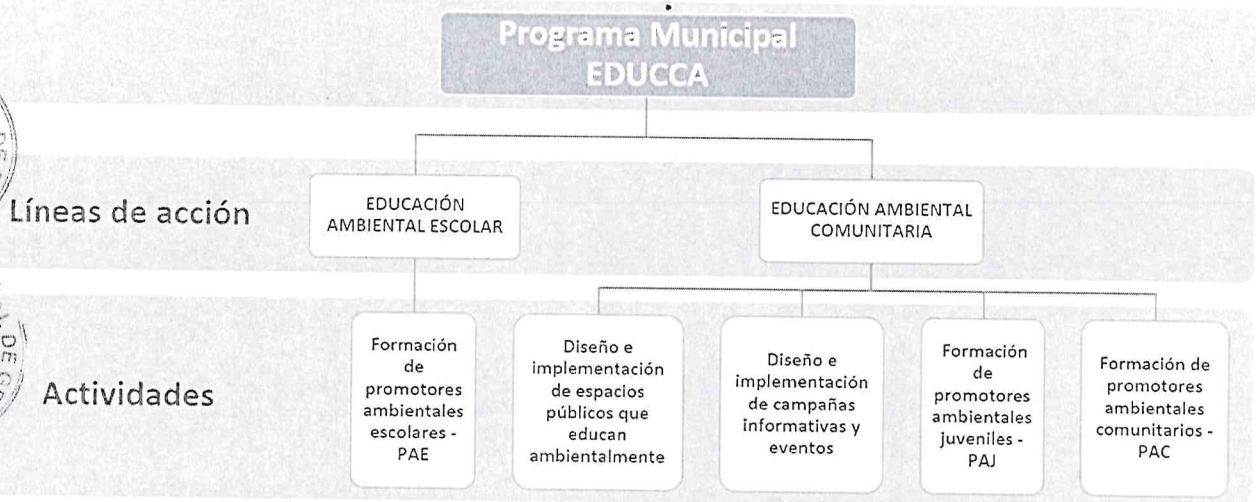 Programa Municipal
EDUCCA
Líneas de acción
EDUCACIÓN
AMBIENTAL ESCOLAR
EDUCACIÓN AMBIENTAL
COMUNITARIA
Actividades
Formación
de
promotores
ambientales
escolares -
PAE
Diseño e
implementación
de espacios
públicos que
educan
ambientalmente
Diseño e
implementación
de campañas
informativas y
eventos
Formación
de
promotores
ambientales
juveniles -
PAJ
Formación de
promotores
ambientales
comunitarios -
PAC